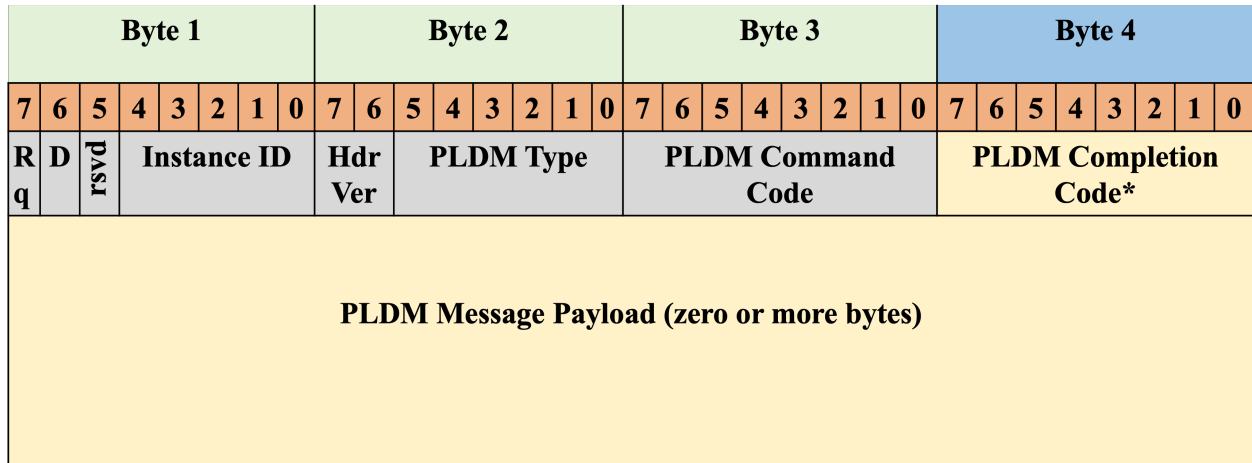 Byte 1 Byte 2 Byte 3 Byte 4
7 6 5 4 3 2 1 0 7 6 5 4 3 2 1 0 7 6 5 4 3 2 1 0 7 6 5 4 3 2 1 0
R D rsvd Instance ID Hdr PLDM Type PLDM Command PLDM Completion
q Ver Code Code*
PLDM Message Payload (zero or more bytes)